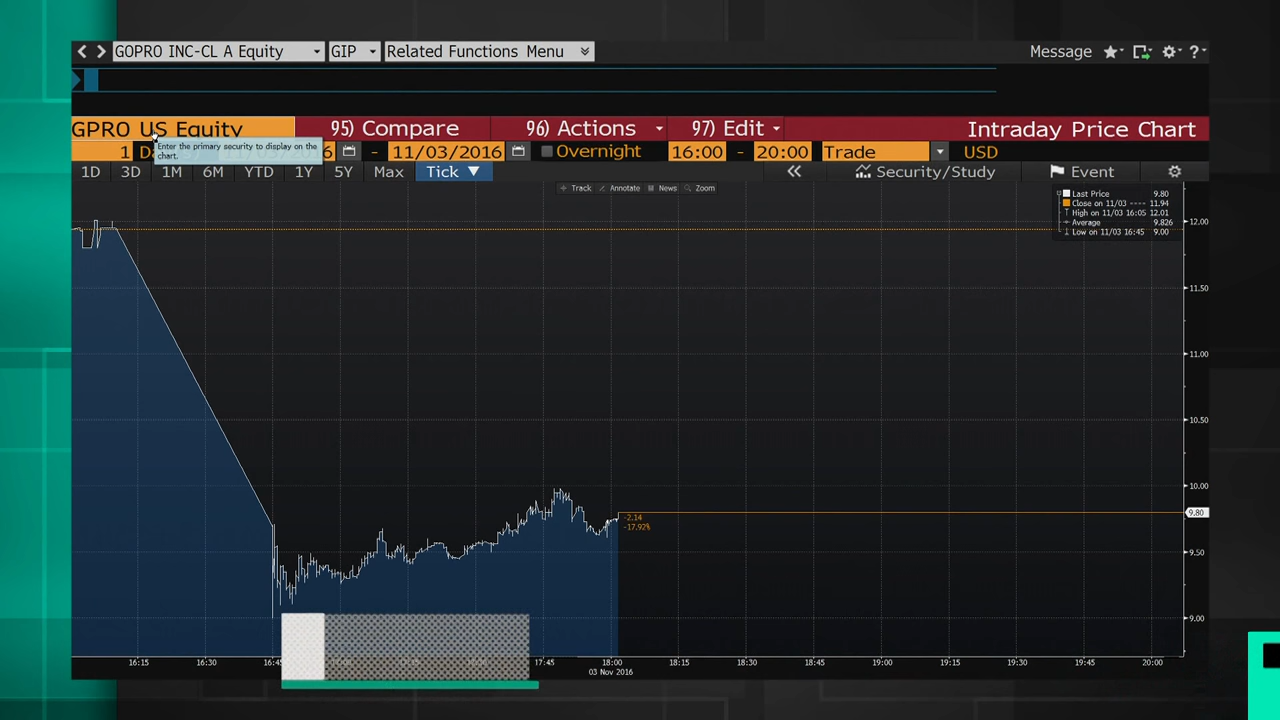 GOPRO INC-CL A Equity GIP Related Functions Menu Message ?
GPRO US Equity 95) Compare 96) Actions 97) Edit Intraday Price Chart
Enter the primary security to display on the
chart.
1 D 6 - 11/03/2016 Overnight 16:00 - 20:00 Trade USD
1D 3D 1M 6M YTD 1Y 5Y Max Tick ▼ « Security/Study Event
Track Annotate News Zoom
Last Price 9.80
Close on 11/03 ---- 11.94
High on 11/03 16:05 12.01
Average 9.826
Low on 11/03 16:45 9.00
12.00
11.50
11.00
10.50
10.00
9.80
-2.14
-17.92%
9.50
9.00
16:15 16:30 16:45 17:45 18:00 18:15 18:30 18:45 19:00 19:15 19:30 19:45 20:00
03 Nov 2016